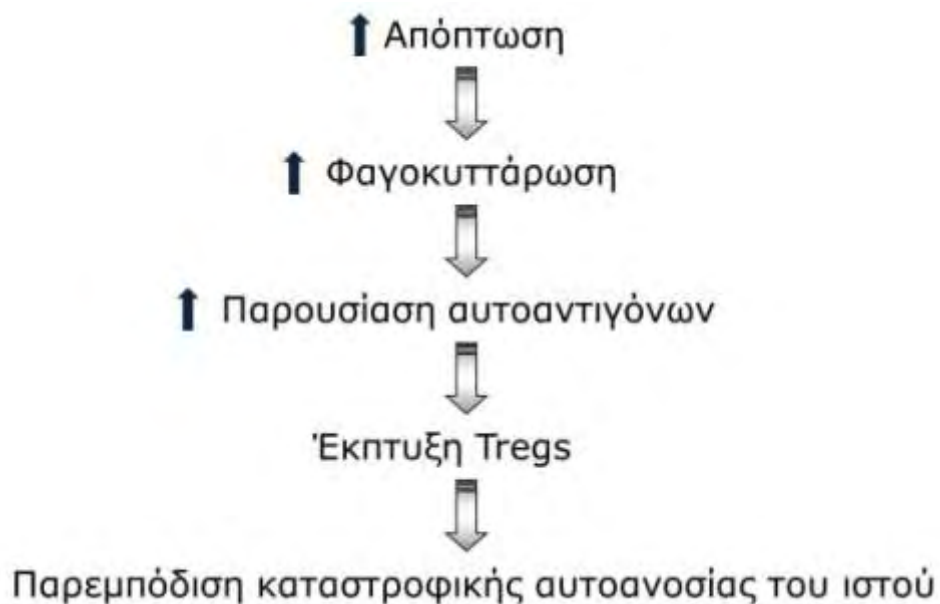 Απόπτωση
Φαγοκυττάρωση
Παρουσίαση αυτοαντιγόνων
Έκπτυξη Tregs
Παρεμπόδιση καταστροφικής αυτοανοσίας του ιστού